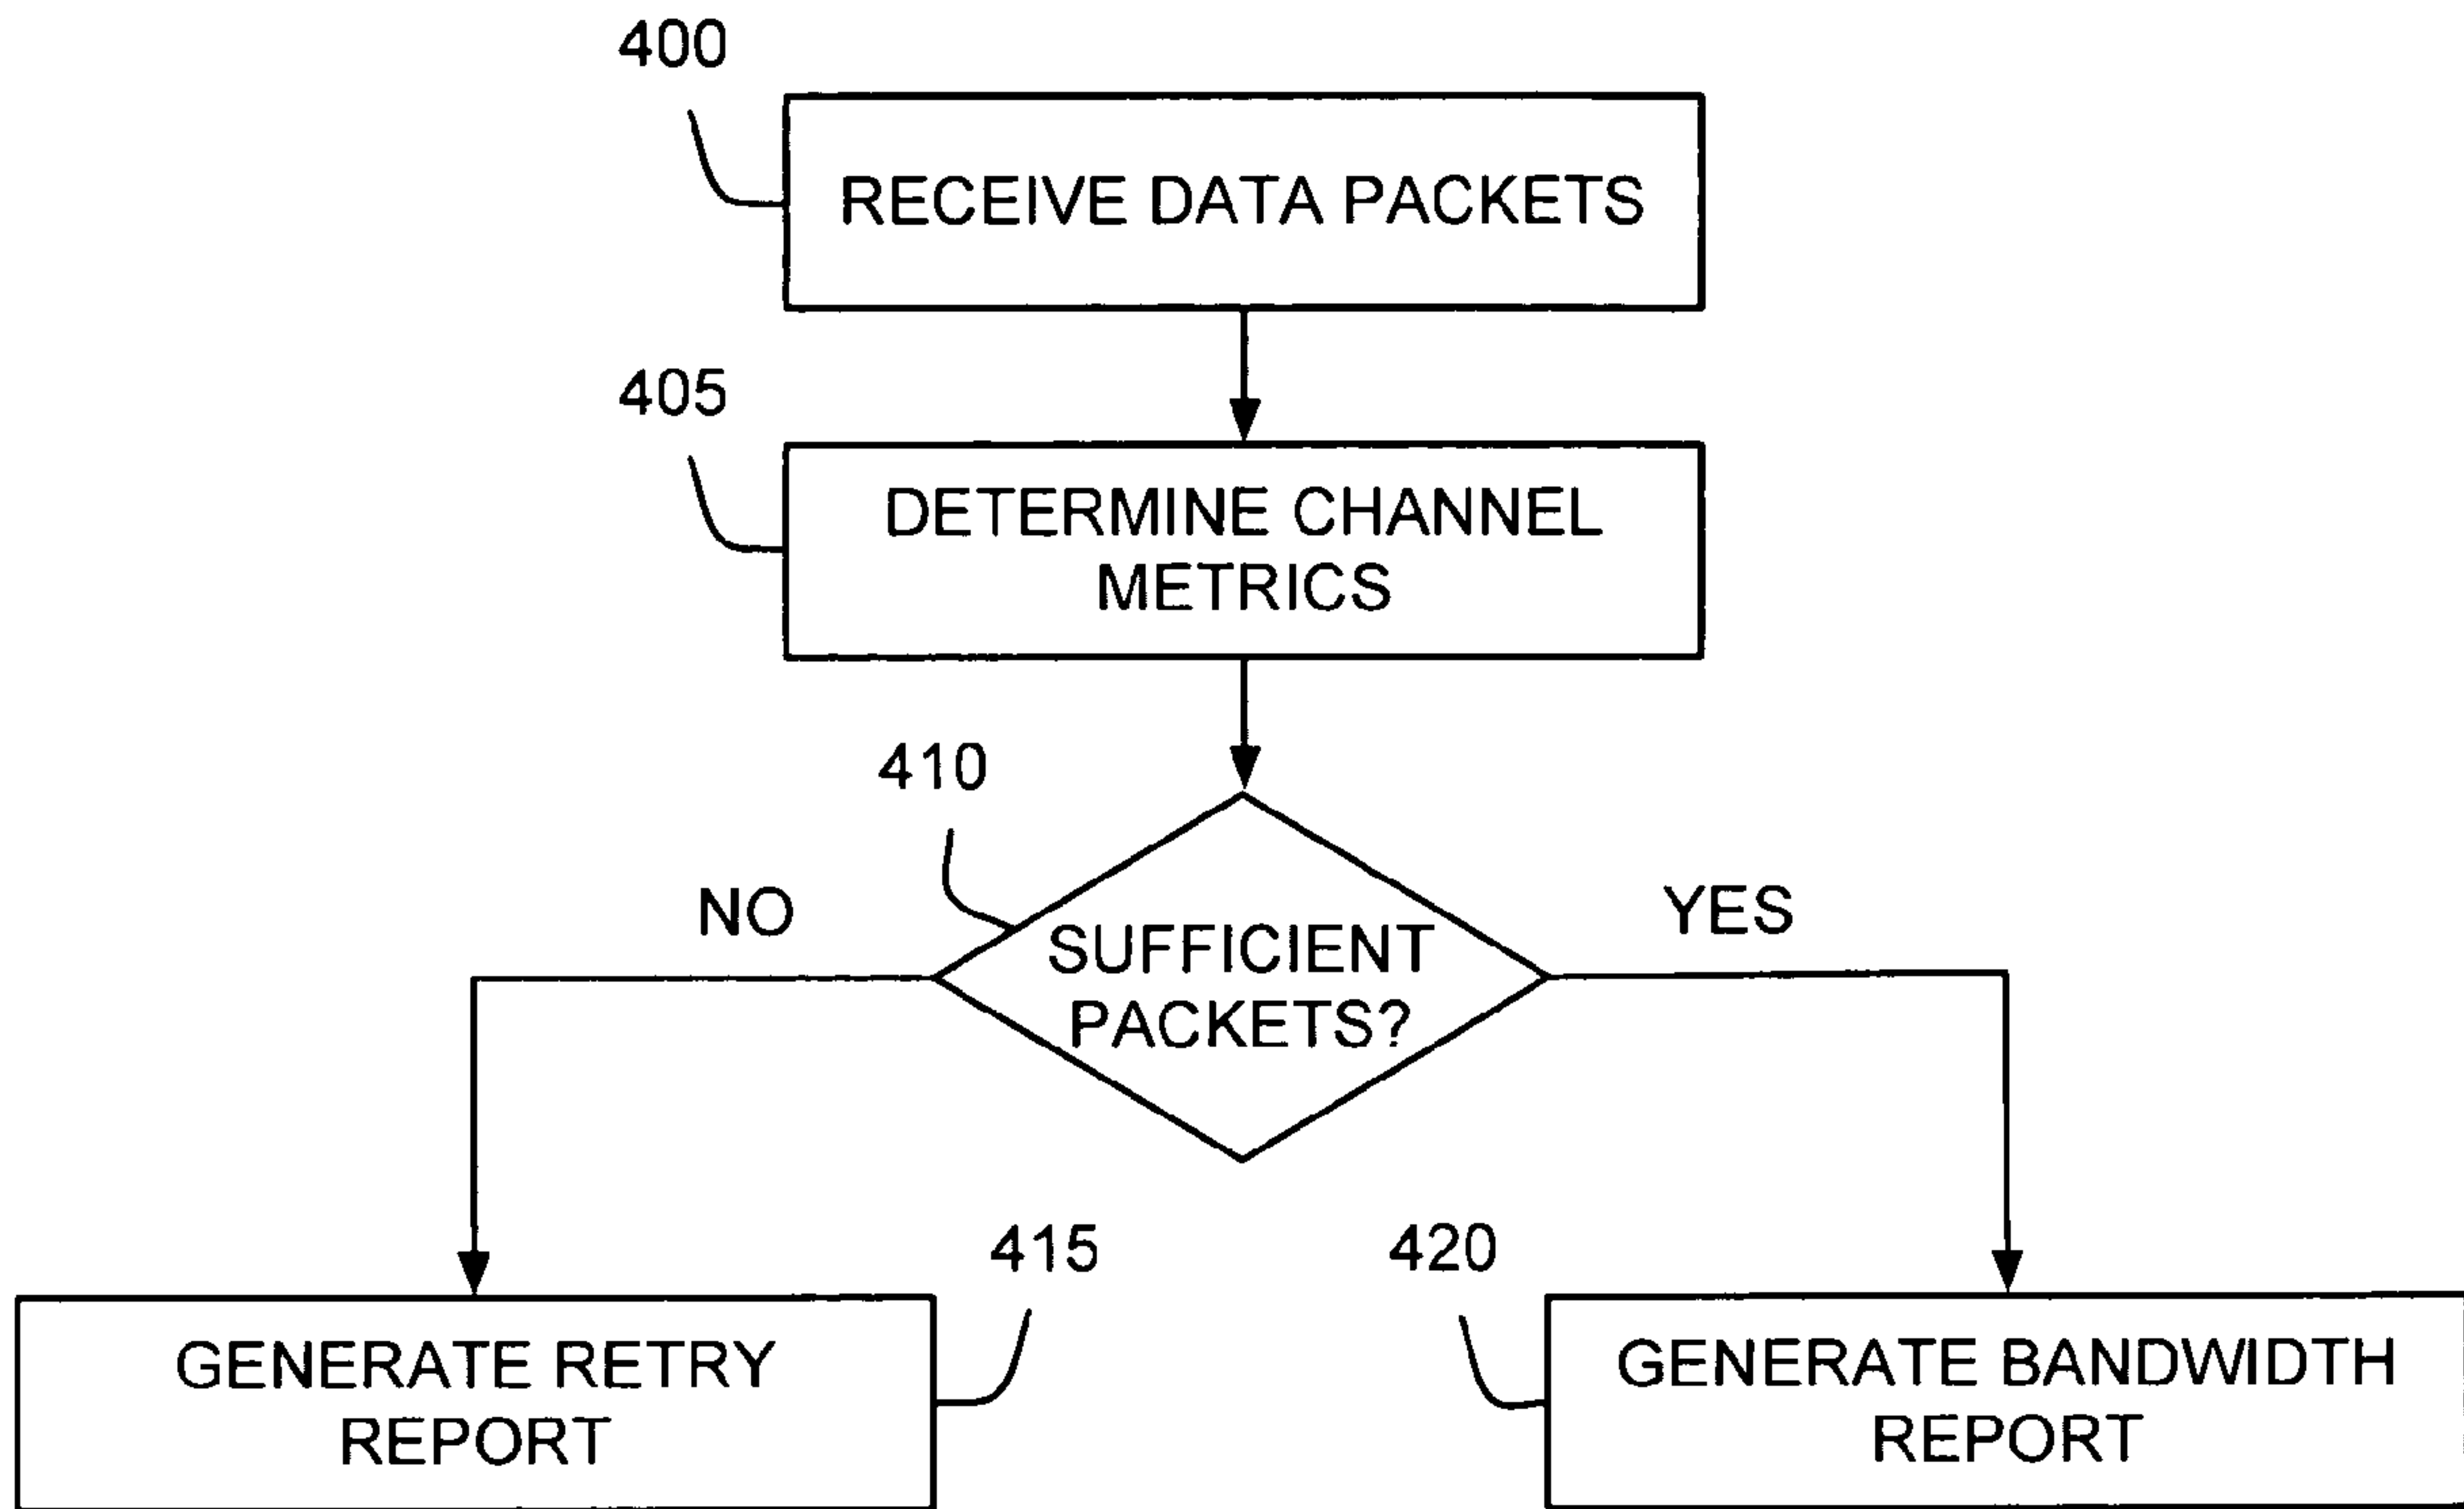 400
RECEIVE DATA PACKETS
405
DETERMINE CHANNEL
METRICS
410
NO
YES
SUFFICIENT
PACKETS?
415
420
GENERATE RETRY
REPORT
GENERATE BANDWIDTH
REPORT